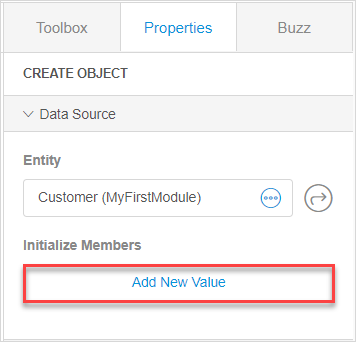 Toolbox Properties Buzz
CREATE OBJECT
Data Source
Entity
Customer (MyFirstModule)
Initialize Members
Add New Value